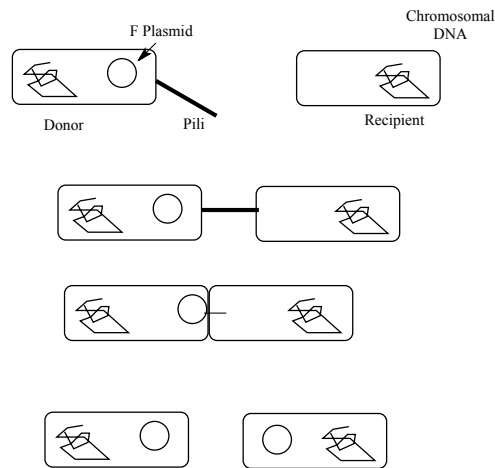 F Plasmid
Chromosomal
DNA
Donor
Pili
Recipient